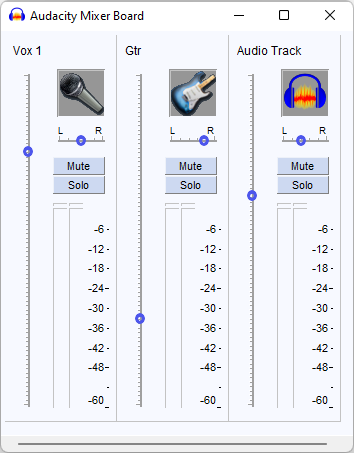 Audacity Mixer Board
Vox 1 Gtr Audio Track
L R L R L R
Mute Mute Mute
Solo Solo Solo
-6 -6 -6
-12 -12 -12
-18 -18 -18
-24 -24 -24
-30 -30 -30
-36 -36 -36
-42 -42 -42
-48 -48 -48
-60 -60 -60